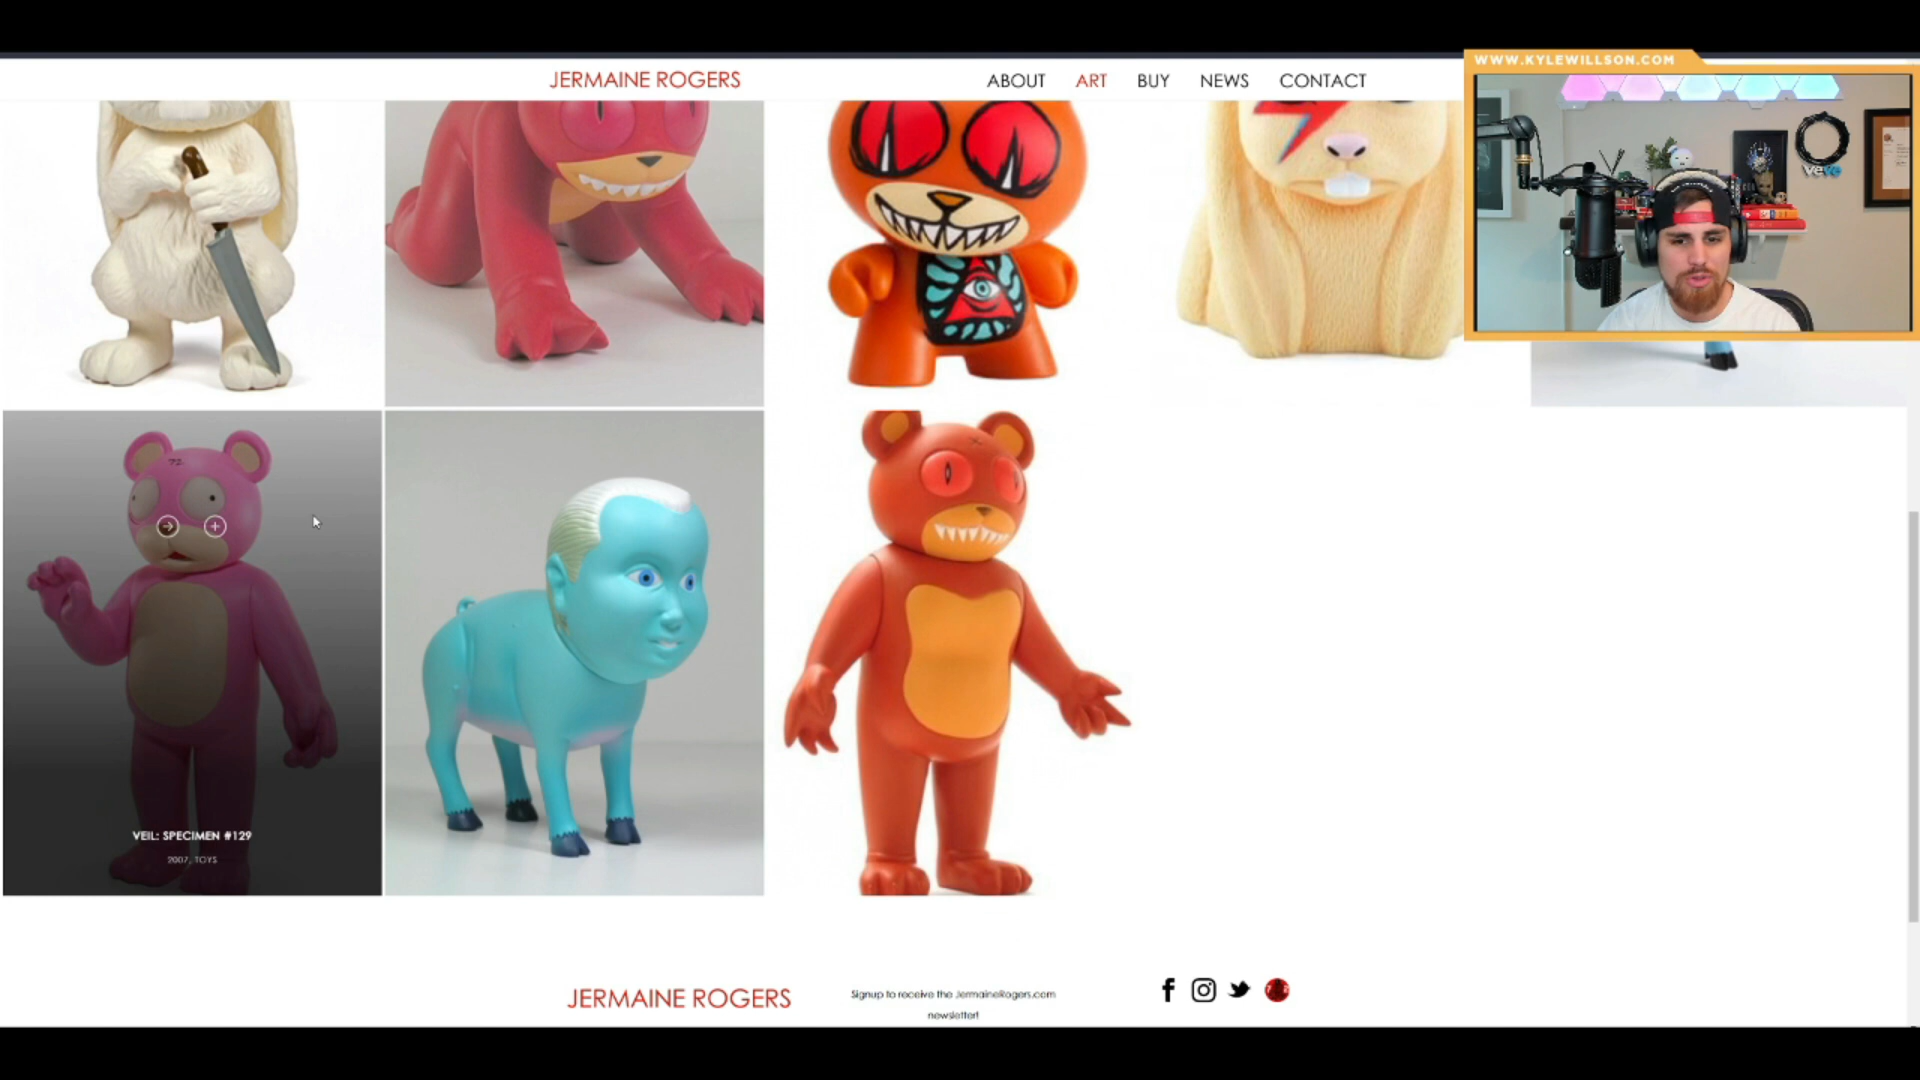 WWW.KYLEWILLSON.COM
JERMAINE ROGERS
ABOUT
ART
BUY
NEWS
CONTACT
veve
VEIL: SPECIMEN #129
2007, TOYS
JERMAINE ROGERS
Signup to receive the JermaineRogers.com
newsletter!